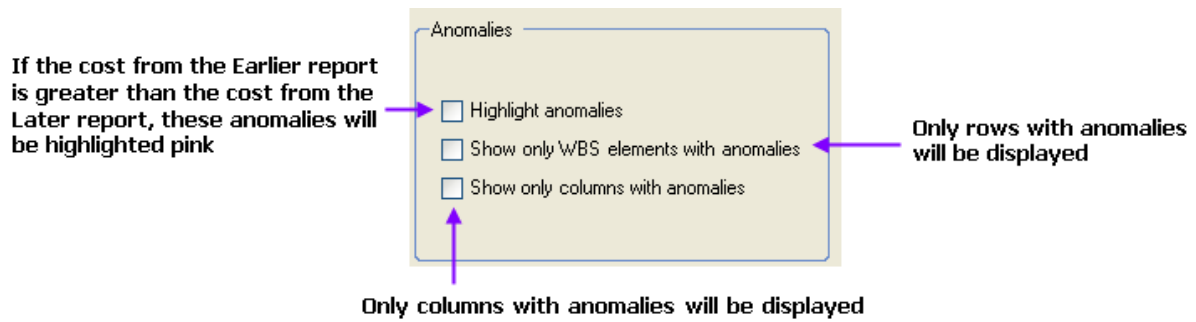 Anomalies
If the cost from the Earlier report
is greater than the cost from the
Later report, these anomalies will
be highlighted pink
Highlight anomalies
Show only WBS elements with anomalies
Show only columns with anomalies
Only rows with anomalies
will be displayed
Only columns with anomalies will be displayed